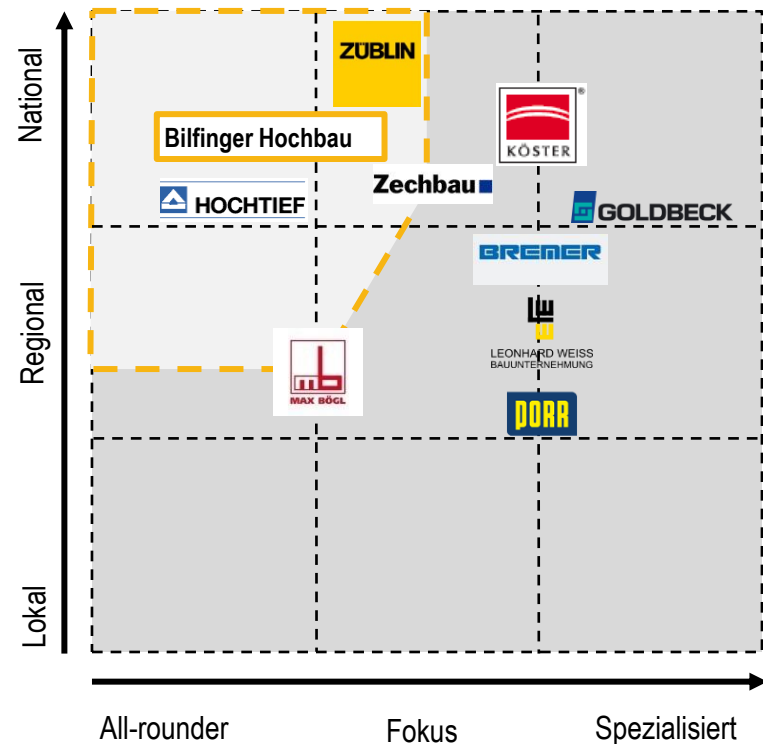 National
Regional
Lokal
ZÜBLIN
Bilfinger Hochbau
KÖSTER
®
Zechbau
HOCHTIEF
GOLDBECK
BREMER
LEONHARD WEISS
BAUUNTERNEHMUNG
mb
MAX BÖGL
PORR
All-rounder
Fokus
Spezialisiert